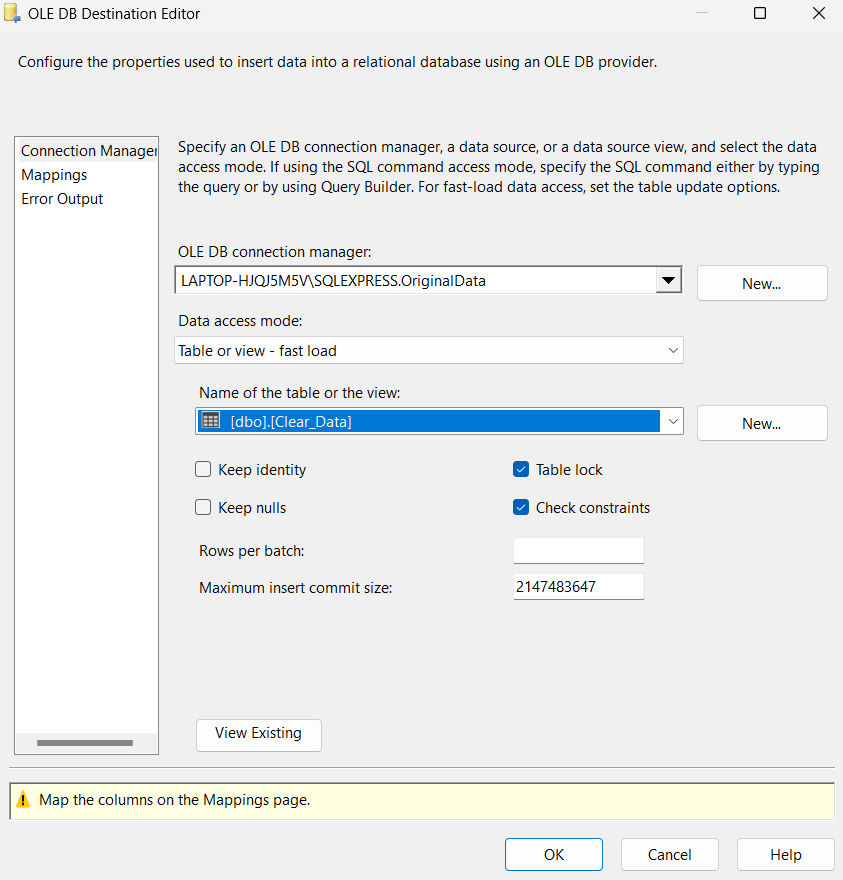 OLE DB Destination Editor
Configure the properties used to insert data into a relational database using an OLE DB provider.
Connection Manager
Mappings
Error Output
Specify an OLE DB connection manager, a data source, or a data source view, and select the data
access mode. If using the SQL command access mode, specify the SQL command either by typing
the query or by using Query Builder. For fast-load data access, set the table update options.
OLE DB connection manager:
LAPTOP-HJQJ5M5V\SQLEXPRESS.OriginalData
New...
Data access mode:
Table or view - fast load
Name of the table or the view:
[dbo].[Clear_Data]
New...
Keep identity
Table lock
Keep nulls
Check constraints
Rows per batch:
Maximum insert commit size:
2147483647
View Existing
Map the columns on the Mappings page.
OK
Cancel
Help